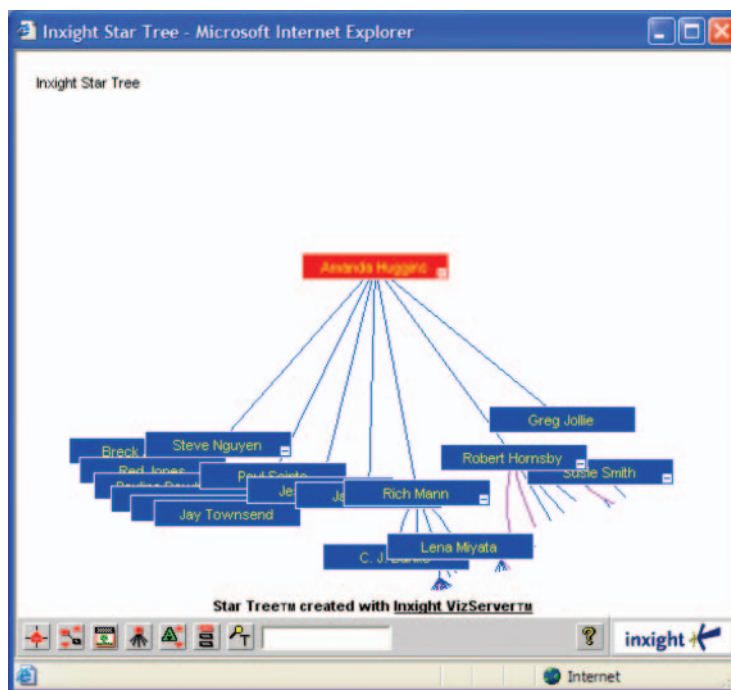 Inxight Star Tree - Microsoft Internet Explorer
Inxight Star Tree
Amanda Huggins
Greg Jollie
Steve Nguyen
Breck
Robert Hornsby
Red Jones
Paul Sainte
Susie Smith
Rich Mann
Jay Townsend
Lena Miyata
C. J.
Star Tree™ created with Inxight VizServer™
?
inxight
Internet